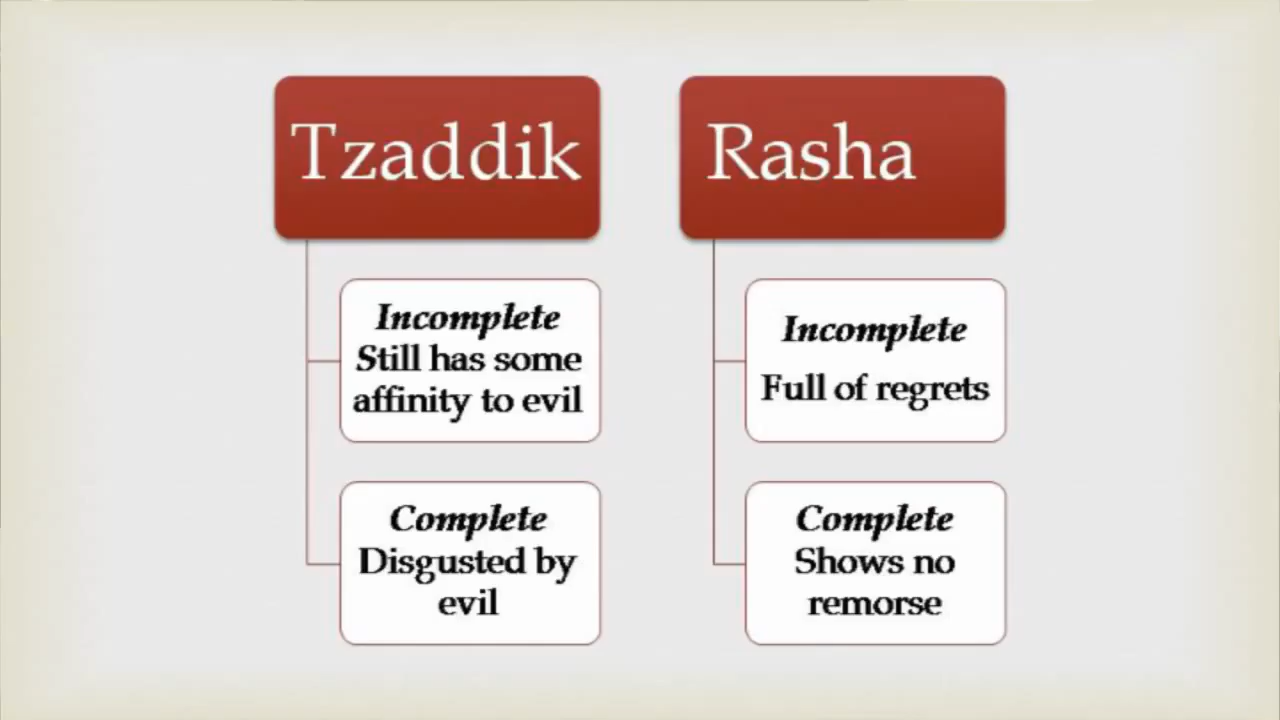 Tzaddik
Incomplete
Still has some
affinity to evil
Complete
Disgusted by
evil
Rasha
Incomplete
Full of regrets
Complete
Shows no
remorse